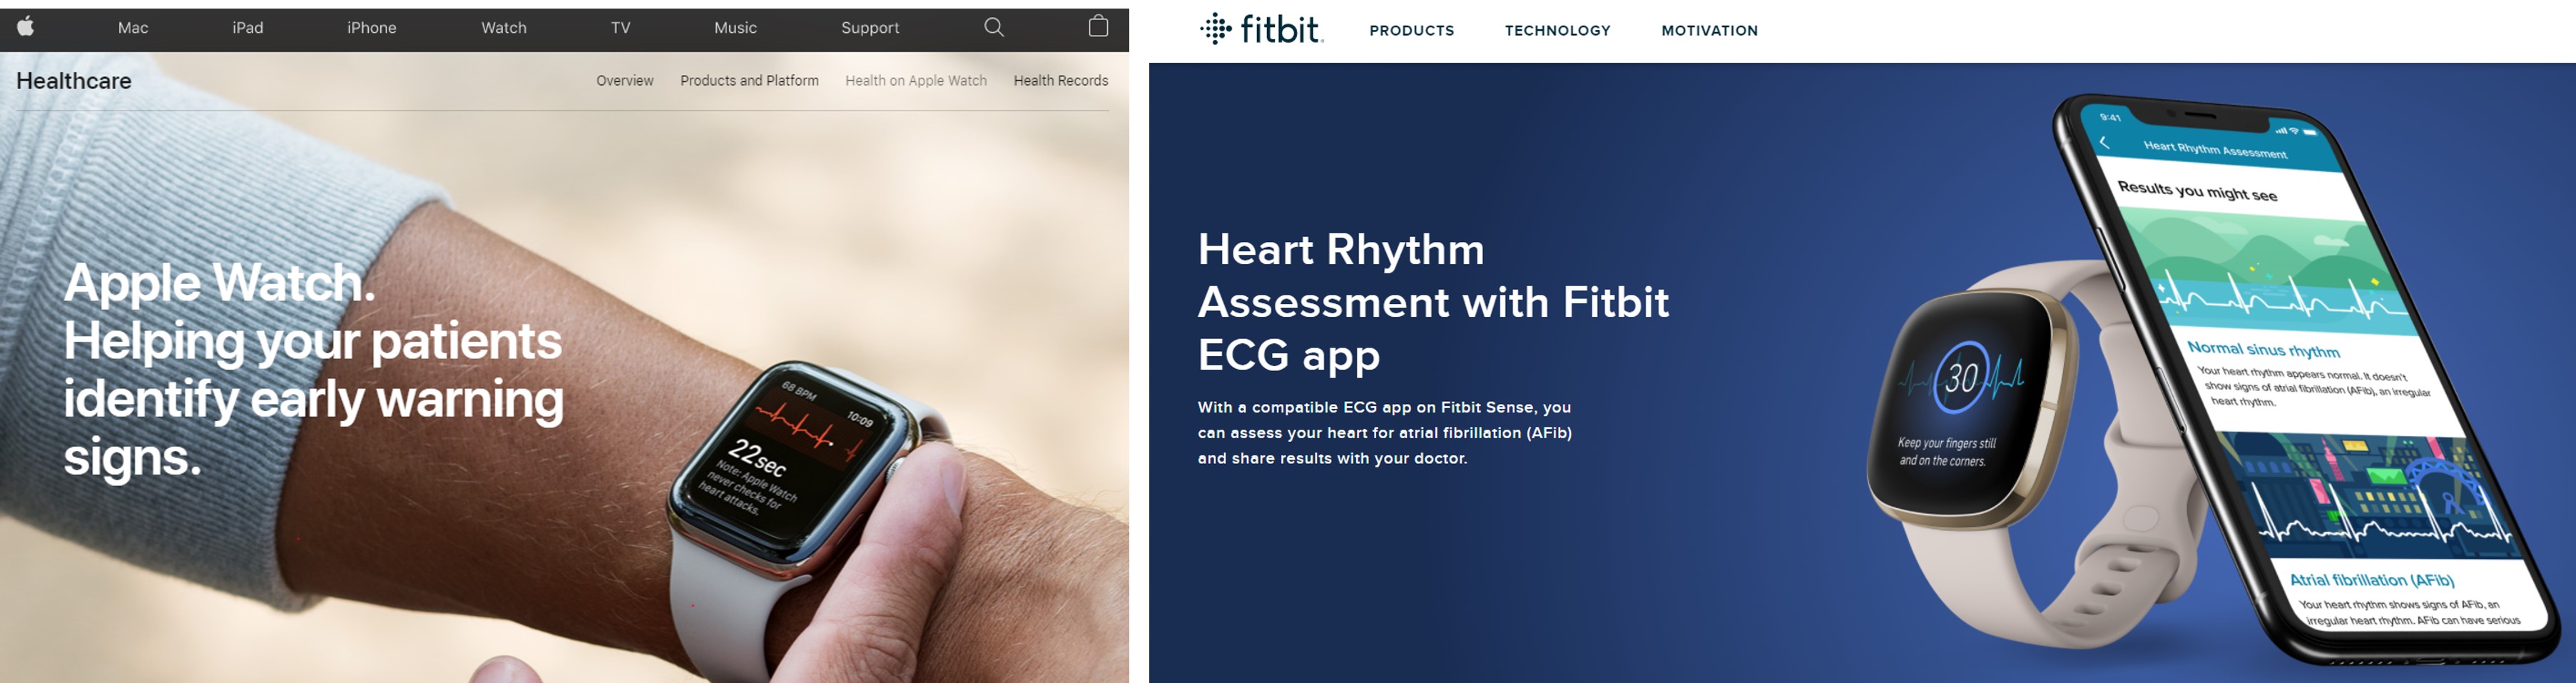 Mac iPad iPhone Watch TV Music Support
Healthcare
Overview Products and Platform Health on Apple Watch Health Records
Apple Watch.
Helping your patients
identify early warning
signs.
68 BPM
10:09
22sec
Note: Apple Watch
never checks for
heart attacks.
fitbit
PRODUCTS TECHNOLOGY MOTIVATION
Heart Rhythm
Assessment with Fitbit
ECG app
With a compatible ECG app on Fitbit Sense, you
can assess your heart for atrial fibrillation (AFib)
and share results with your doctor.
30
Keep your fingers still
and on the corners.
9:41
Heart Rhythm Assessment
Results you might see
Normal sinus rhythm
Your heart rhythm appears normal. It doesn't
show signs of atrial fibrillation (AFib), an irregular
heart rhythm.
Atrial fibrillation (AFib)
Your heart rhythm shows signs of AFib, an
irregular heart rhythm. AFib can have serious